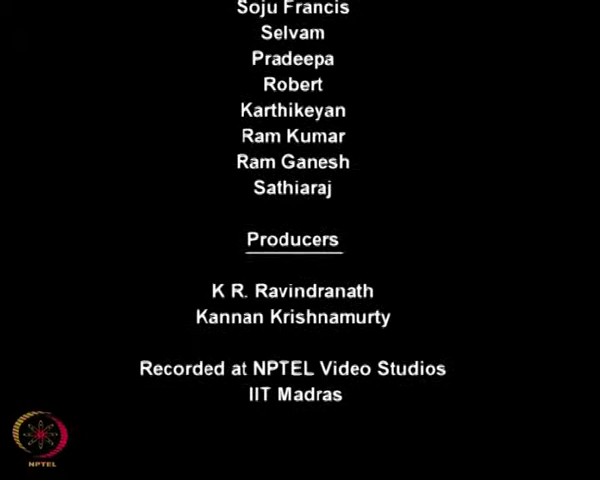 Soju Francis
Selvam
Pradeepa
Robert
Karthikeyan
Ram Kumar
Ram Ganesh
Sathiaraj
Producers
K R. Ravindranath
Kannan Krishnamurty
Recorded at NPTEL Video Studios
IIT Madras
NPTEL